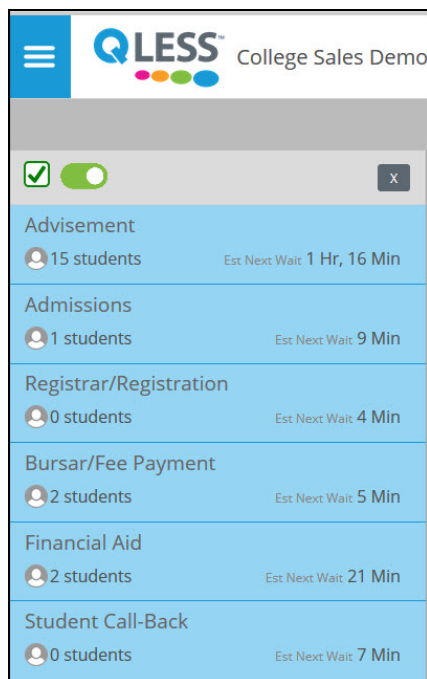 QLESS™ College Sales Demo
X
Advisement
15 students Est Next Wait 1 Hr, 16 Min
Admissions
1 students Est Next Wait 9 Min
Registrar/Registration
0 students Est Next Wait 4 Min
Bursar/Fee Payment
2 students Est Next Wait 5 Min
Financial Aid
2 students Est Next Wait 21 Min
Student Call-Back
0 students Est Next Wait 7 Min